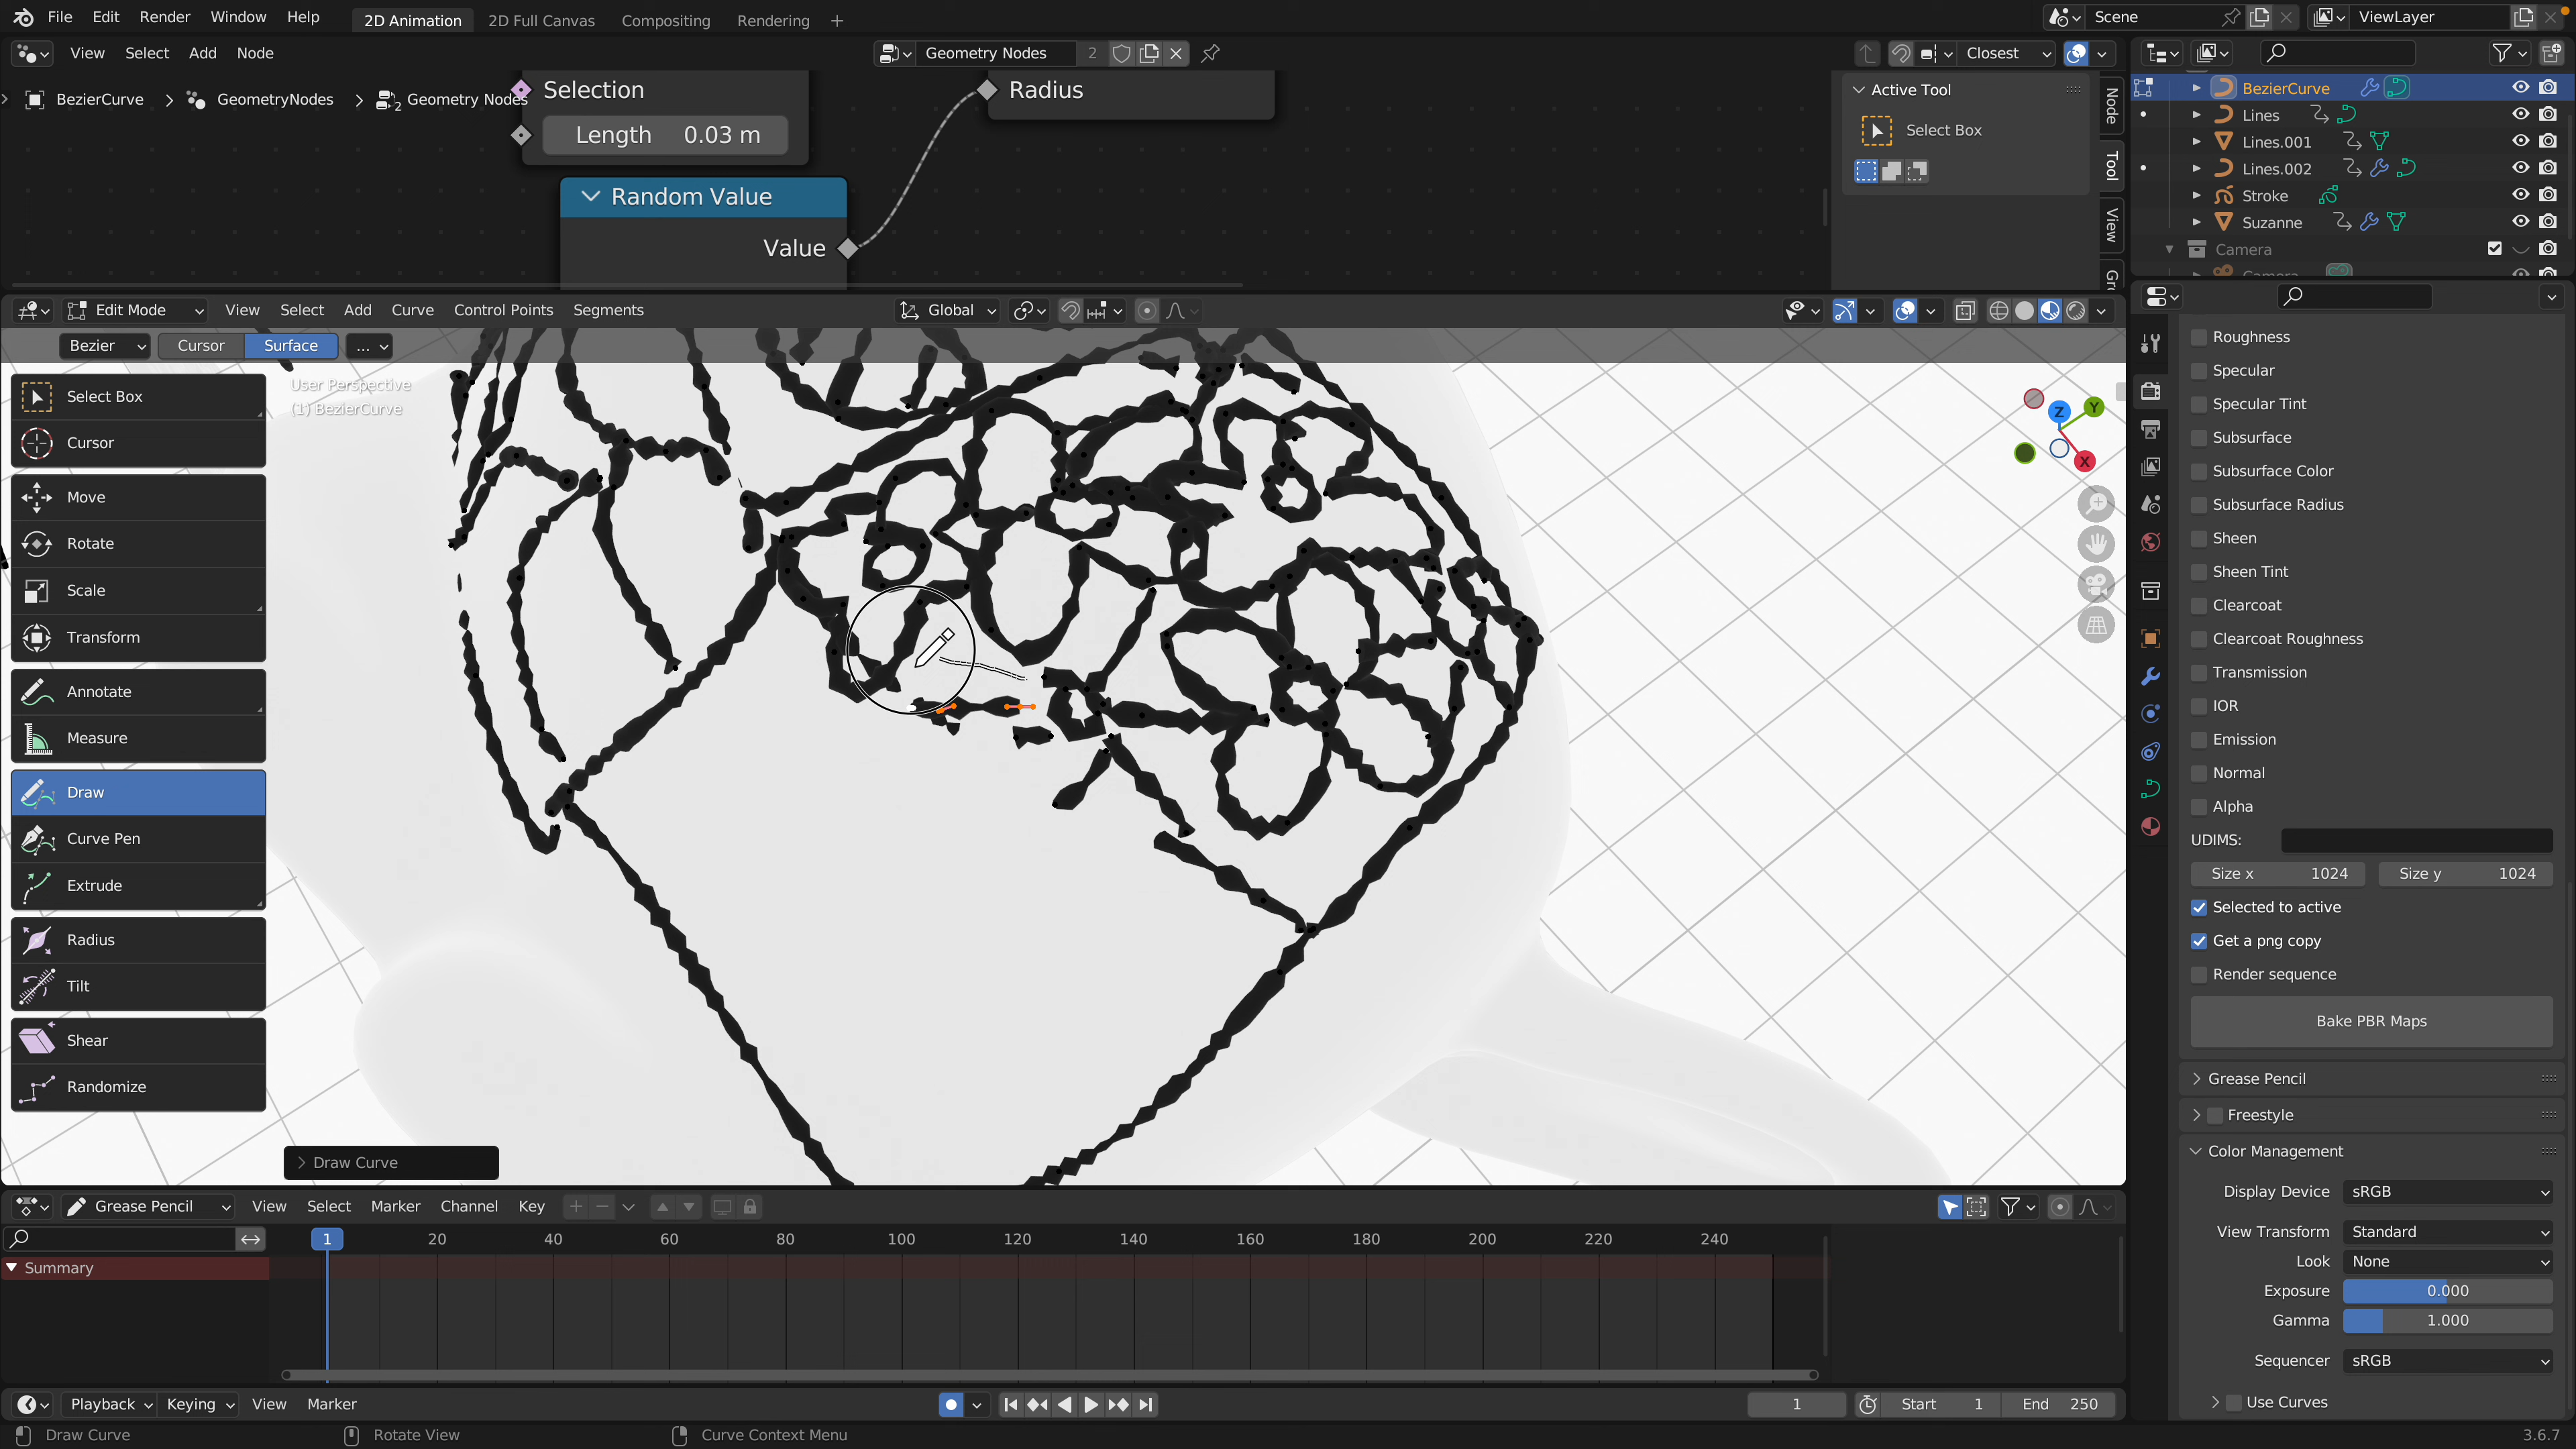 File Edit Render Window Help 2D Animation 2D Full Canvas Compositing Rendering + Scene ViewLayer
View Select Add Node Geometry Nodes 2 Closest
BezierCurve > GeometryNodes > 2 Geometry Nodes
Selection
Length 0.03 m
Random Value
Value
Radius
Active Tool
Select Box
Node
Tool
View
BezierCurve
Lines
Lines.001
Lines.002
Stroke
Suzanne
Camera
Edit Mode View Select Add Curve Control Points Segments Global
Bezier Cursor Surface ...
User Perspective
(1) BezierCurve
Select Box
Cursor
Move
Rotate
Scale
Transform
Annotate
Measure
Draw
Curve Pen
Extrude
Radius
Tilt
Shear
Randomize
Draw Curve
Z
Y
X
Roughness
Specular
Specular Tint
Subsurface
Subsurface Color
Subsurface Radius
Sheen
Sheen Tint
Clearcoat
Clearcoat Roughness
Transmission
IOR
Emission
Normal
Alpha
UDIMS:
Size x 1024 Size y 1024
Selected to active
Get a png copy
Render sequence
Bake PBR Maps
Grease Pencil
Freestyle
Color Management
Display Device sRGB
View Transform Standard
Look None
Exposure 0.000
Gamma 1.000
Sequencer sRGB
Use Curves
Grease Pencil View Select Marker Channel Key
1 20 40 60 80 100 120 140 160 180 200 220 240
Summary
Playback Keying View Marker 1 Start 1 End 250
Draw Curve Rotate View Curve Context Menu 3.6.7